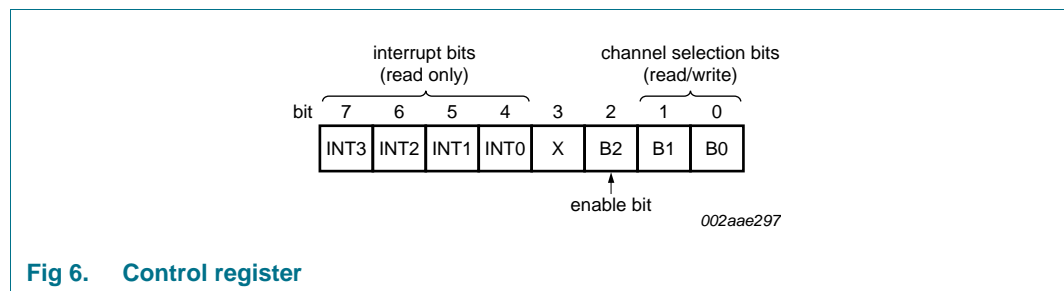 interrupt bits
(read only)
channel selection bits
(read/write)
bit 7 6 5 4 3 2 1 0
INT3 INT2 INT1 INT0 X B2 B1 B0
enable bit
002aae297
Fig 6. Control register